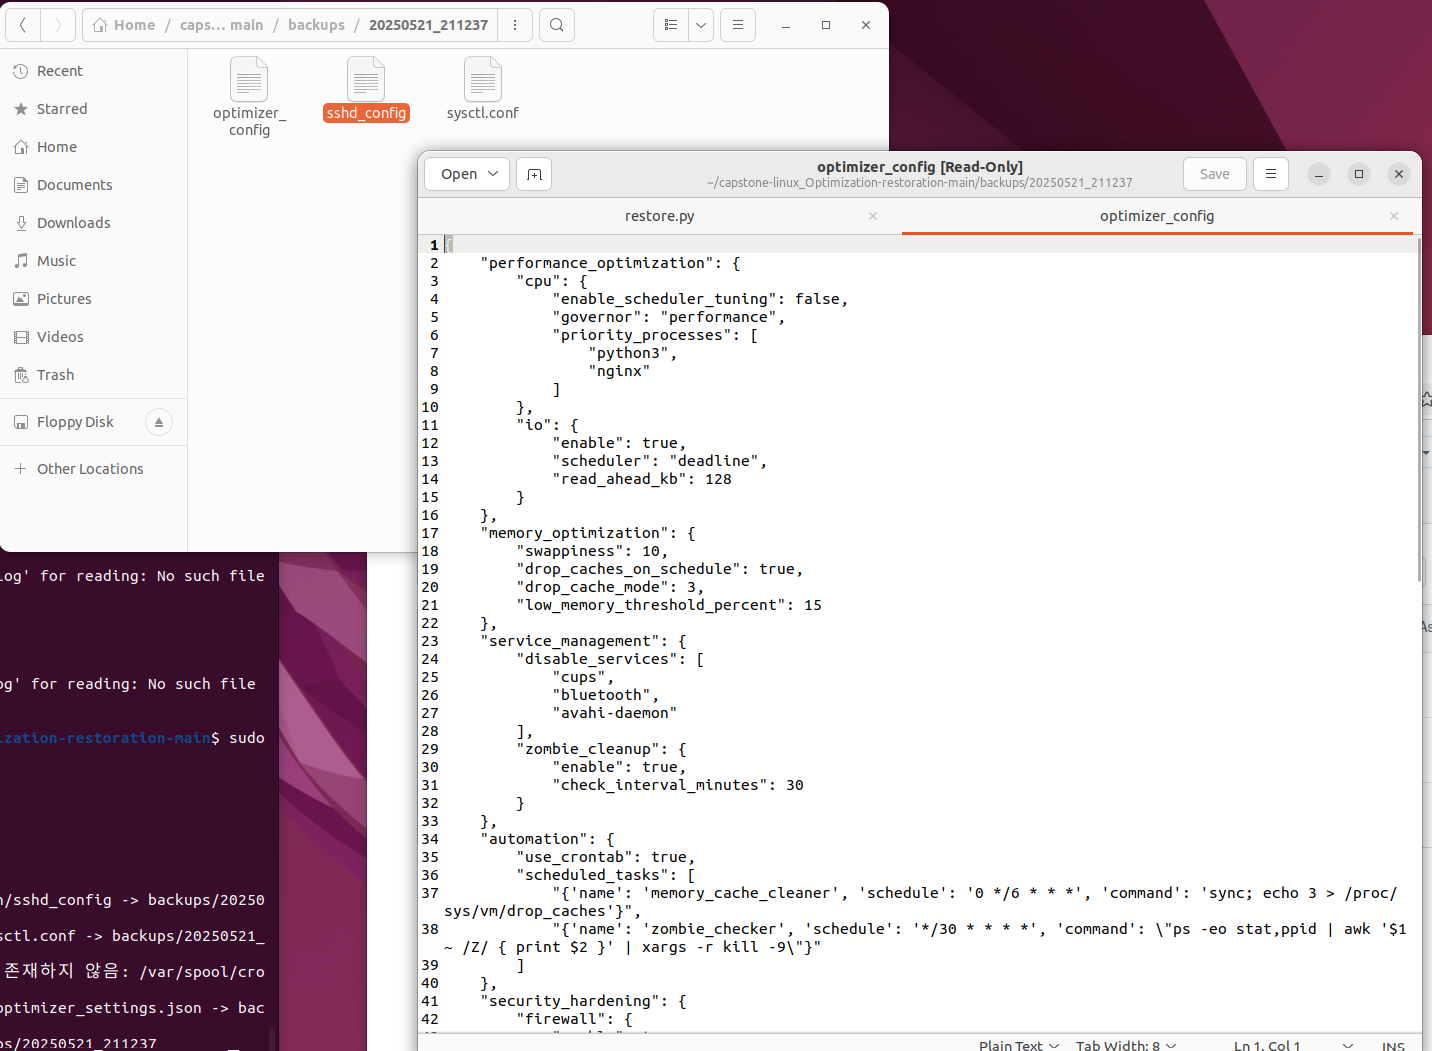 Home / caps... main / backups / 20250521_211237
Recent
Starred
Home
Documents
Downloads
Music
Pictures
Videos
Trash
Floppy Disk
Other Locations
optimizer_
config
sshd_config
sysctl.conf
Open
optimizer_config [Read-Only]
~/capstone-linux_Optimization-restoration-main/backups/20250521_211237
Save
restore.py
optimizer_config
1 {
2 "performance_optimization": {
3 "cpu": {
4 "enable_scheduler_tuning": false,
5 "governor": "performance",
6 "priority_processes": [
7 "python3",
8 "nginx"
9 ]
10 },
11 "io": {
12 "enable": true,
13 "scheduler": "deadline",
14 "read_ahead_kb": 128
15 }
16 },
17 "memory_optimization": {
18 "swappiness": 10,
19 "drop_caches_on_schedule": true,
20 "drop_cache_mode": 3,
21 "low_memory_threshold_percent": 15
22 },
23 "service_management": {
24 "disable_services": [
25 "cups",
26 "bluetooth",
27 "avahi-daemon"
28 ],
29 "zombie_cleanup": {
30 "enable": true,
31 "check_interval_minutes": 30
32 }
33 },
34 "automation": {
35 "use_crontab": true,
36 "scheduled_tasks": [
37 "{'name': 'memory_cache_cleaner', 'schedule': '0 */6 * * *', 'command': 'sync; echo 3 > /proc/
sys/vm/drop_caches'}",
38 "{'name': 'zombie_checker', 'schedule': '*/30 * * * *', 'command': \"ps -eo stat,ppid | awk '$1
~ /Z/ { print $2 }' | xargs -r kill -9\"}"
39 ]
40 },
41 "security_hardening": {
42 "firewall": {
Plain Text Tab Width: 8 Ln 1, Col 1 INS
log' for reading: No such file
og' for reading: No such file
ization-restoration-main$ sudo
n/sshd_config -> backups/20250
sctl.conf -> backups/20250521_
존재하지 않음: /var/spool/cro
optimizer_settings.json -> bac
ps/20250521_211237
As